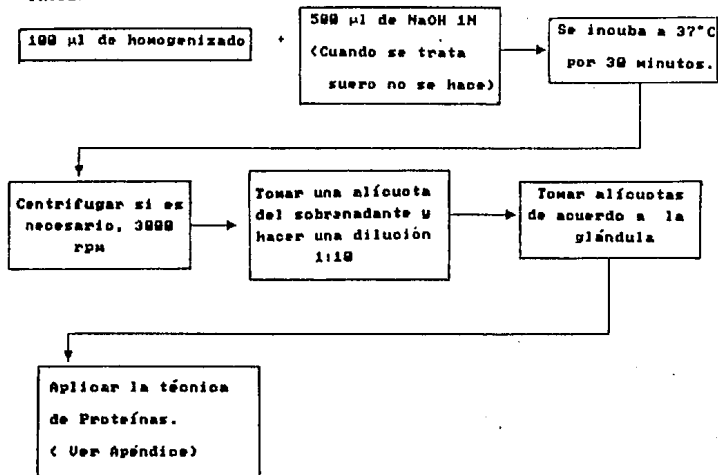 100 µl de homogenizado
+
500 µl de NaOH 1N
(Cuando se trata
suero no se hace)
Se incuba a 37°C
por 30 minutos.
Centrifugar si es
necesario, 3000
rpm
Tomar una alícuota
del sobrenadante y
hacer una dilución
1:10
Tomar alícuotas
de acuerdo a la
glándula
Aplicar la técnica
de Proteínas.
( Ver Apéndice)